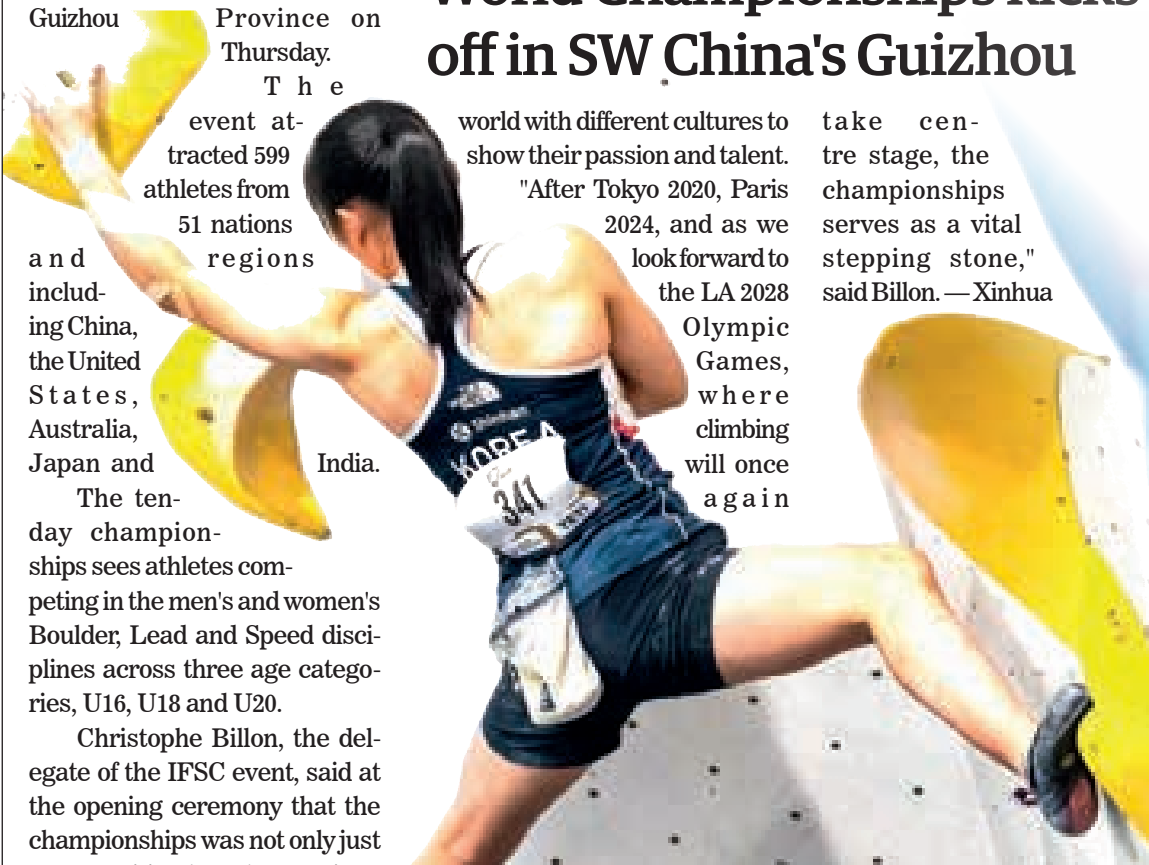 World Championships kicks
off in SW China's Guizhou
Guizhou Province on
Thursday.
The
event at-
tracted 599
athletes from
51 nations
and regions
includ-
ing China,
the United
States,
Australia,
Japan and India.
The ten-
day champion-
ships sees athletes com-
peting in the men's and women's
Boulder, Lead and Speed disci-
plines across three age catego-
ries, U16, U18 and U20.
Christophe Billon, the del-
egate of the IFSC event, said at
the opening ceremony that the
championships was not only just
world with different cultures to
show their passion and talent.
"After Tokyo 2020, Paris
2024, and as we
look forward to
the LA 2028
Olympic
Games,
where
climbing
will once
again
take cen-
tre stage, the
championships
serves as a vital
stepping stone,"
said Billon. — Xinhua
KOREA
341